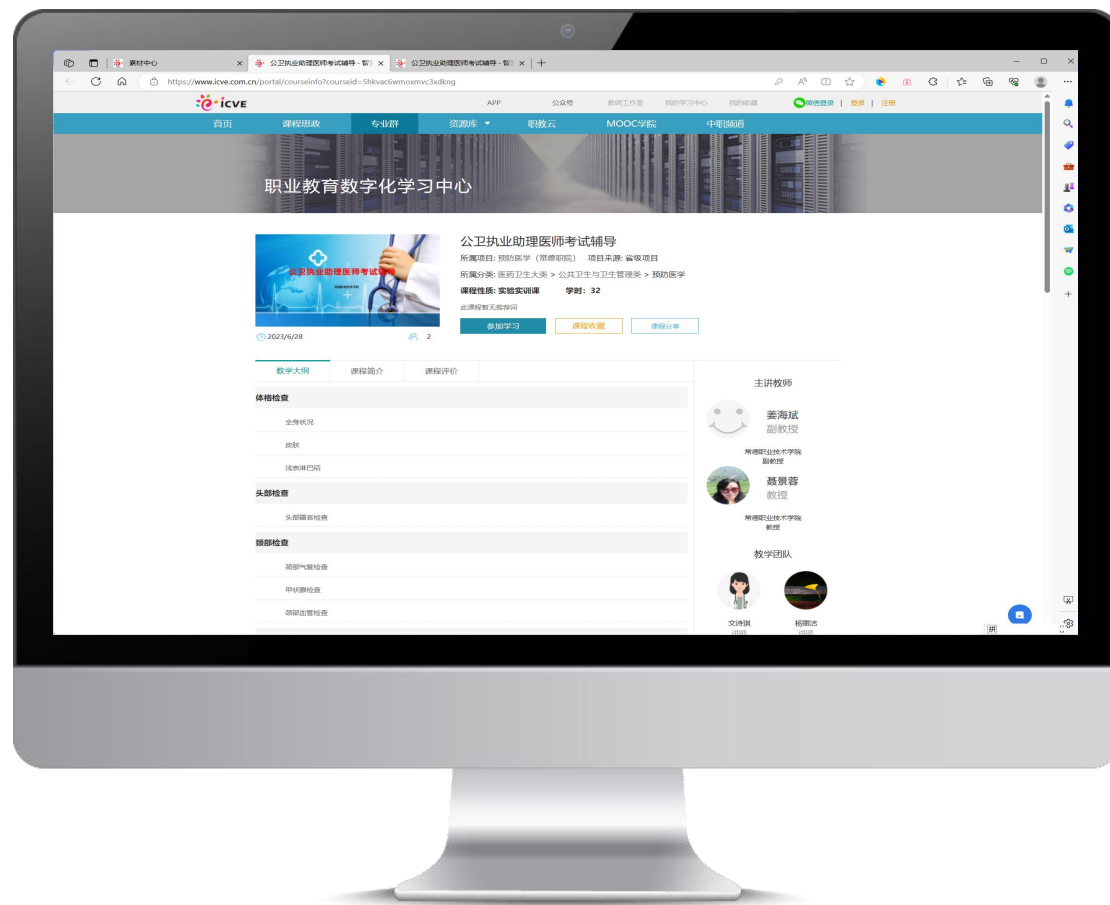 素材中心
公卫执业助理医师考试辅导 - 智
公卫执业助理医师考试辅导 - 智
https://www.icve.com.cn/portal/courseinfo?courseid=5hkvac6wmoxmvc3xdkng
icve
APP 公众号 教师工作室 我的学习中心 我的收藏 微信登录 | 登录 | 注册
首页 课程思政 专业群 资源库 职教云 MOOC学院 中职频道
职业教育数字化学习中心
公卫执业助理医师考试辅导
公卫执业助理医师考试辅导
所属项目: 预防医学（常德职院） 项目来源: 省级项目
所属分类: 医药卫生大类 > 公共卫生与卫生管理类 > 预防医学
课程性质: 实验实训课 学时: 32
此课程暂无推荐词
参加学习 课程收藏 课程分享
2023/6/28 2
教学大纲 课程简介 课程评价
体格检查
全身状况
皮肤
浅表淋巴结
头部检查
头部器官检查
颈部检查
颈部气管检查
甲状腺检查
颈部血管检查
主讲教师
姜海斌
副教授
常德职业技术学院
副教授
聂景蓉
教授
常德职业技术学院
教授
教学团队
文诗琪
讲师
讲师
拼